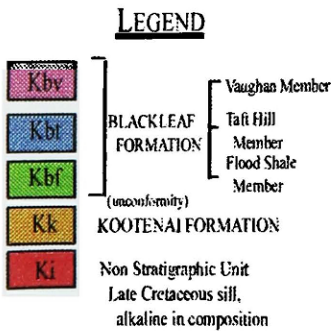 LEGEND
Kbv
Vaughan Member
Kbt
BLACKLEAF
FORMATION
Taft Hill
Member
Kbf
Flood Shale
Member
(unconformity)
Kk
KOOTENAI FORMATION
Ki
Non Stratigraphic Unit
Late Cretaceous sill,
alkaline in composition